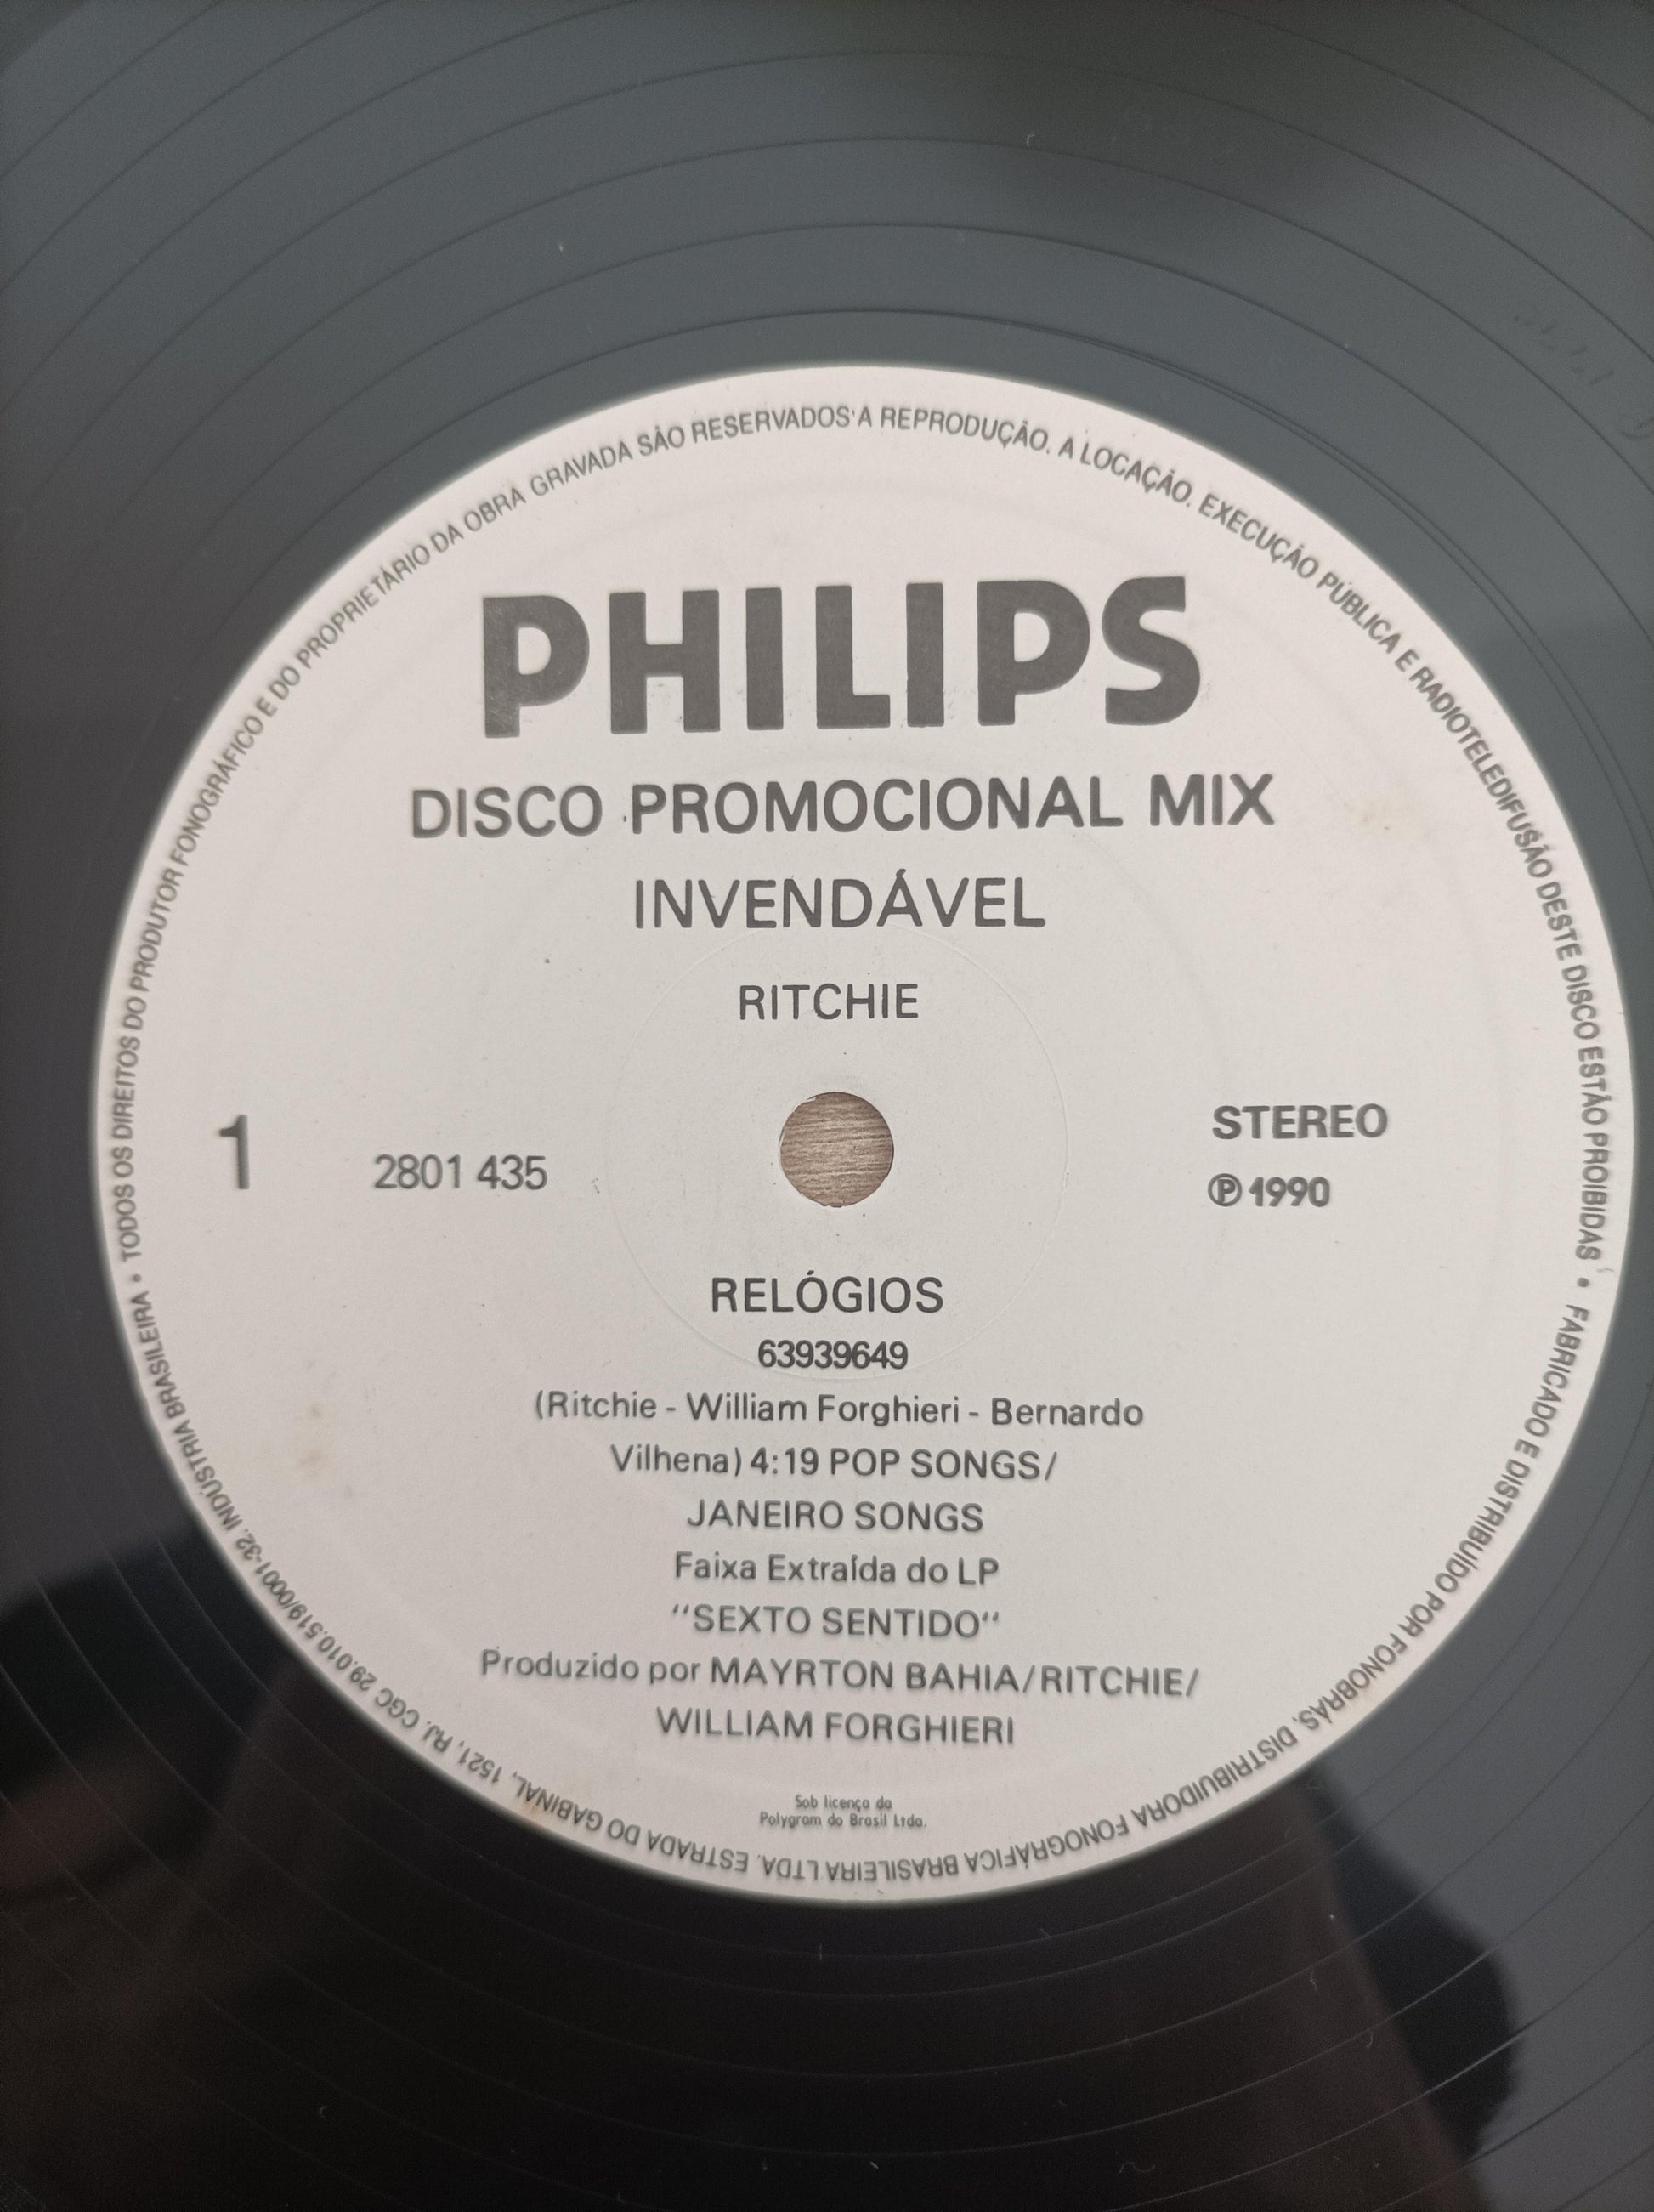 PHILIPS
DISCO PROMOCIONAL MIX
INVENDÁVEL
RITCHIE
1
2801 435
STEREO
Ⓟ 1990
RELÓGIOS
63939649
(Ritchie - William Forghieri - Bernardo
Vilhena) 4:19 POP SONGS/
JANEIRO SONGS
Faixa Extraída do LP
"SEXTO SENTIDO"
Produzido por MAYRTON BAHIA/RITCHIE/
WILLIAM FORGHIERI
Sob licença da
Polygram do Brasil Ltda.
• TODOS OS DIREITOS DO PRODUTOR FONOGRÁFICO E DO PROPRIETÁRIO DA OBRA GRAVADA SÃO RESERVADOS A REPRODUÇÃO. A LOCAÇÃO. EXECUÇÃO PÚBLICA E RADIOTELEDIFUSÃO DESTE DISCO ESTÃO PROIBIDAS • FABRICADO E DISTRIBUÍDO POR FONOBRÁS, DISTRIBUIDORA FONOGRÁFICA BRASILEIRA LTDA. ESTRADA DO GABINAL, 1521, RJ. CGC 29.010.519/0001-32. INDÚSTRIA BRASILEIRA